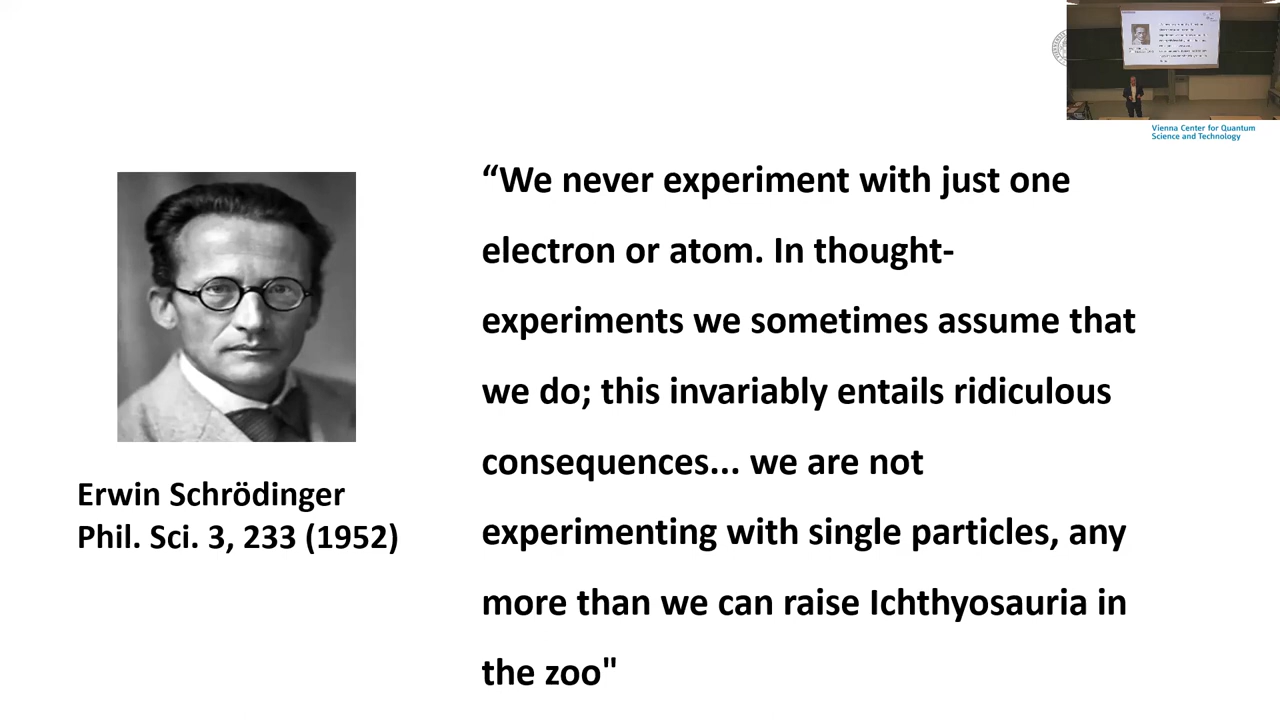 Vienna Center for Quantum
Science and Technology
“We never experiment with just one
electron or atom. In thought-
experiments we sometimes assume that
we do; this invariably entails ridiculous
consequences... we are not
experimenting with single particles, any
more than we can raise Ichthyosauria in
the zoo"
Erwin Schrödinger
Phil. Sci. 3, 233 (1952)